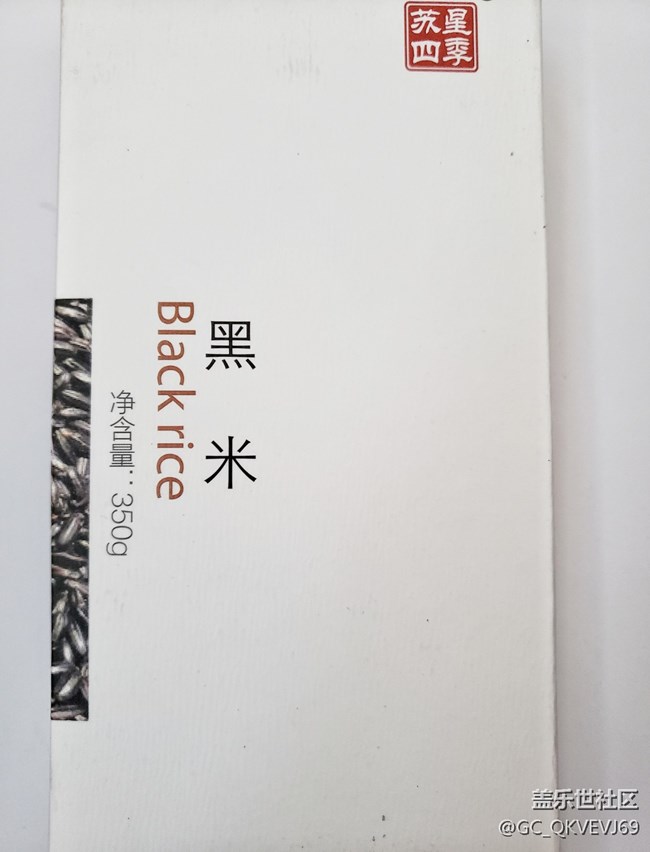 星季
苏四
黑米
Black rice
净含量：350g
盖乐世社区
@GC_QKVEVJ69